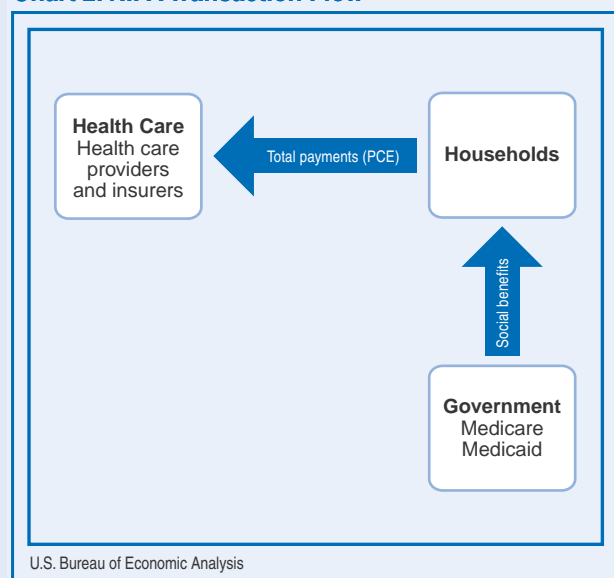 Health Care
Health care
providers
and insurers
Total payments (PCE)
Households
Social benefits
Government
Medicare
Medicaid
U.S. Bureau of Economic Analysis